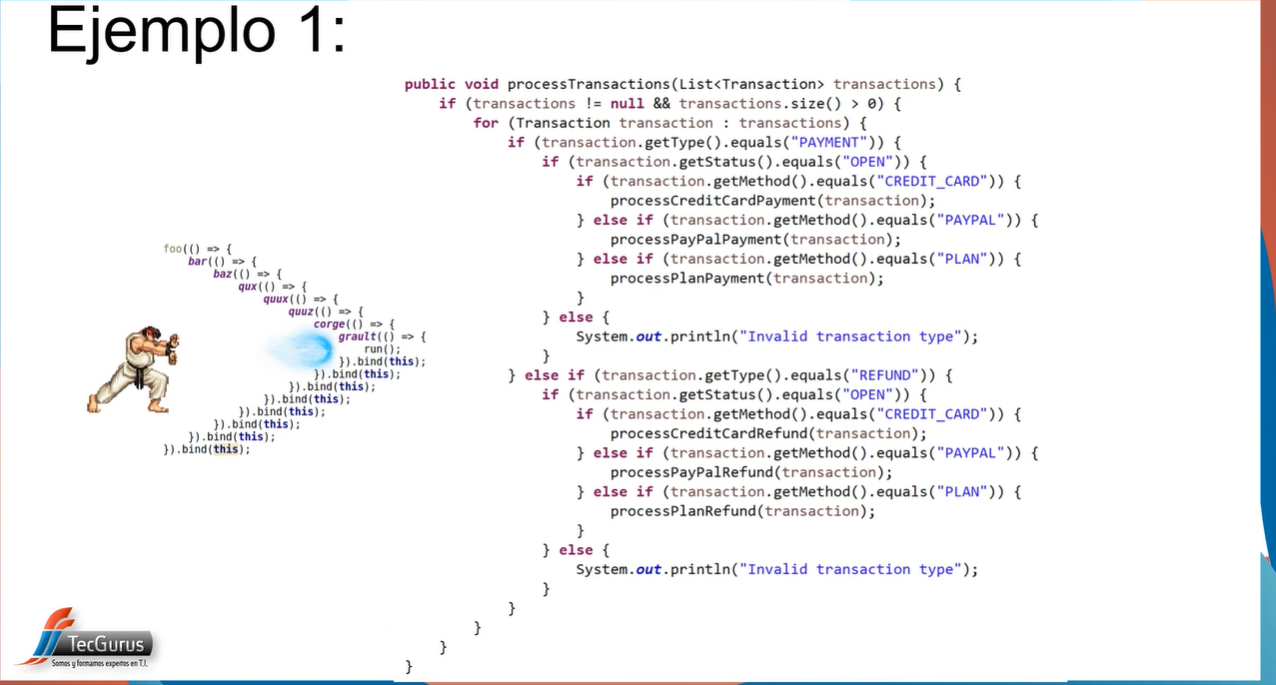 Ejemplo 1:
foo(() => {
bar(() => {
baz(() => {
qux(() => {
quux(() => {
quuz(() => {
corge(() => {
grault(() => {
run();
}).bind(this);
}).bind(this);
}).bind(this);
}).bind(this);
}).bind(this);
}).bind(this);
}).bind(this);
}).bind(this);
public void processTransactions(List<Transaction> transactions) {
if (transactions != null && transactions.size() > 0) {
for (Transaction transaction : transactions) {
if (transaction.getType().equals("PAYMENT")) {
if (transaction.getStatus().equals("OPEN")) {
if (transaction.getMethod().equals("CREDIT_CARD")) {
processCreditCardPayment(transaction);
} else if (transaction.getMethod().equals("PAYPAL")) {
processPayPalPayment(transaction);
} else if (transaction.getMethod().equals("PLAN")) {
processPlanPayment(transaction);
}
} else {
System.out.println("Invalid transaction type");
}
} else if (transaction.getType().equals("REFUND")) {
if (transaction.getStatus().equals("OPEN")) {
if (transaction.getMethod().equals("CREDIT_CARD")) {
processCreditCardRefund(transaction);
} else if (transaction.getMethod().equals("PAYPAL")) {
processPayPalRefund(transaction);
} else if (transaction.getMethod().equals("PLAN")) {
processPlanRefund(transaction);
}
} else {
System.out.println("Invalid transaction type");
}
}
}
}
}
TecGurus
Somos y formamos expertos en T.I.